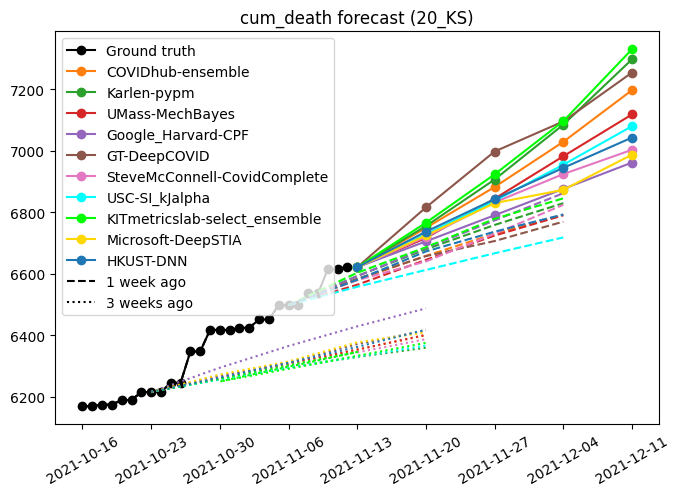 cum_death forecast (20_KS)
Ground truth
COVIDhub-ensemble
Karlen-pypm
UMass-MechBayes
Google_Harvard-CPF
GT-DeepCOVID
SteveMcConnell-CovidComplete
USC-SI_kJalpha
KITmetricslab-select_ensemble
Microsoft-DeepSTIA
HKUST-DNN
1 week ago
3 weeks ago
7200
7000
6800
6600
6400
6200
2021-10-16
2021-10-23
2021-10-30
2021-11-06
2021-11-13
2021-11-20
2021-11-27
2021-12-04
2021-12-11